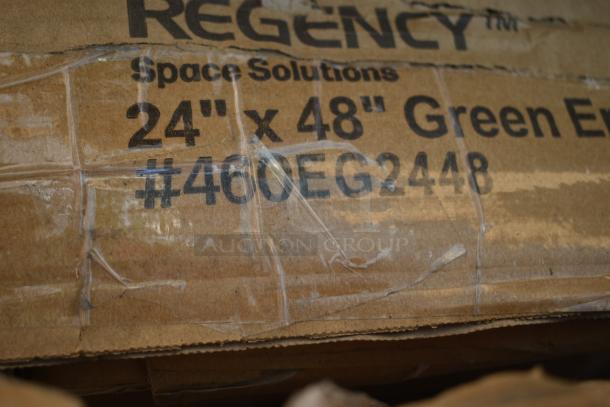 REGENCY™
Space Solutions
24" x 48" Green
#460EG2448
AUCTION GROUP